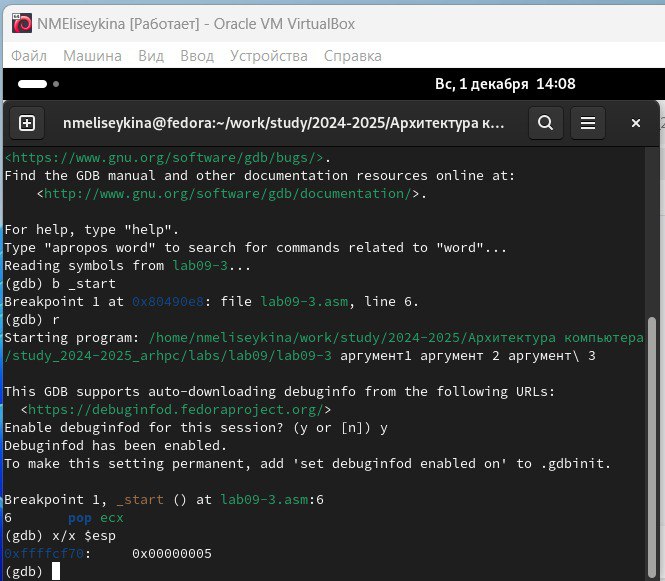 NMEliseykina [Работает] - Oracle VM VirtualBox
Файл Машина Вид Ввод Устройства Справка
Вс, 1 декабря 14:08
nmeliseykina@fedora:~/work/study/2024-2025/Архитектура к...
<https://www.gnu.org/software/gdb/bugs/>.
Find the GDB manual and other documentation resources online at:
<http://www.gnu.org/software/gdb/documentation/>.
For help, type "help".
Type "apropos word" to search for commands related to "word"...
Reading symbols from lab09-3...
(gdb) b _start
Breakpoint 1 at 0x80490e8: file lab09-3.asm, line 6.
(gdb) r
Starting program: /home/nmeliseykina/work/study/2024-2025/Архитектура компьютера
/study_2024-2025_arhpc/labs/lab09/lab09-3 аргумент1 аргумент 2 аргумент\ 3
This GDB supports auto-downloading debuginfo from the following URLs:
<https://debuginfod.fedoraproject.org/>
Enable debuginfod for this session? (y or [n]) y
Debuginfod has been enabled.
To make this setting permanent, add 'set debuginfod enabled on' to .gdbinit.
Breakpoint 1, _start () at lab09-3.asm:6
6 pop ecx
(gdb) x/x $esp
0xffffcf70: 0x00000005
(gdb)